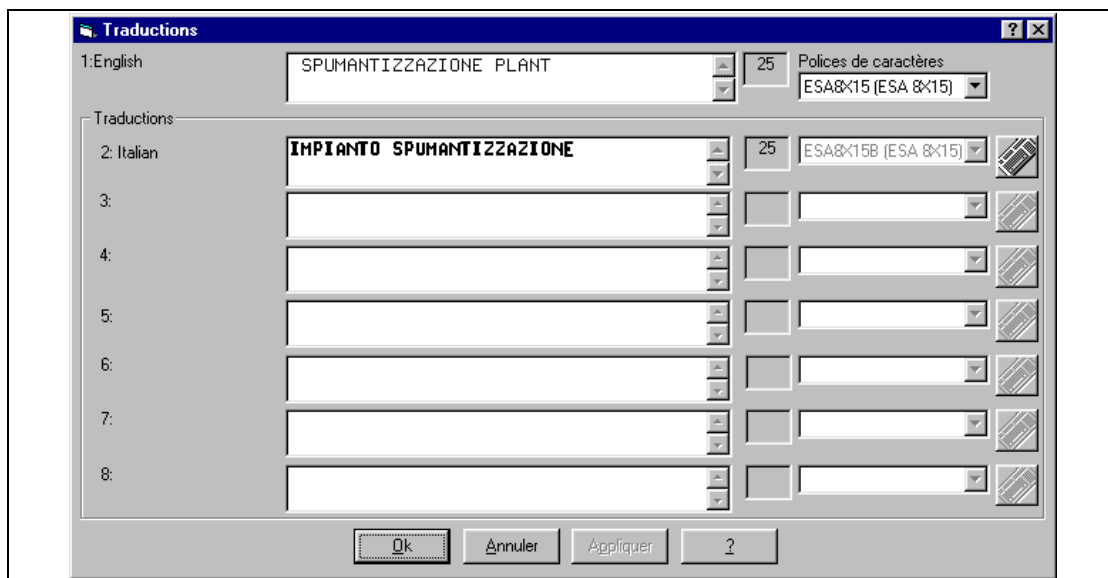 Traductions
1:English
SPUMANTIZZAZIONE PLANT
25
Polices de caractères
ESA8X15 (ESA 8X15)
Traductions
2: Italian
IMPIANTO SPUMANTIZZAZIONE
25
ESA8X15B (ESA 8X15)
3:
4:
5:
6:
7:
8:
Ok
Annuler
Appliquer
?